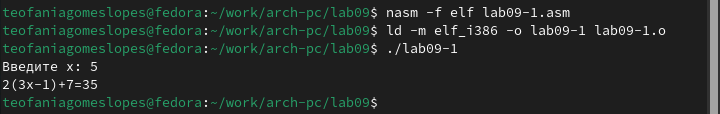 teofaniagomeslopes@fedora:~/work/arch-pc/lab09$ nasm -f elf lab09-1.asm
teofaniagomeslopes@fedora:~/work/arch-pc/lab09$ ld -m elf_i386 -o lab09-1 lab09-1.o
teofaniagomeslopes@fedora:~/work/arch-pc/lab09$ ./lab09-1
Введите x: 5
2(3x-1)+7=35
teofaniagomeslopes@fedora:~/work/arch-pc/lab09$